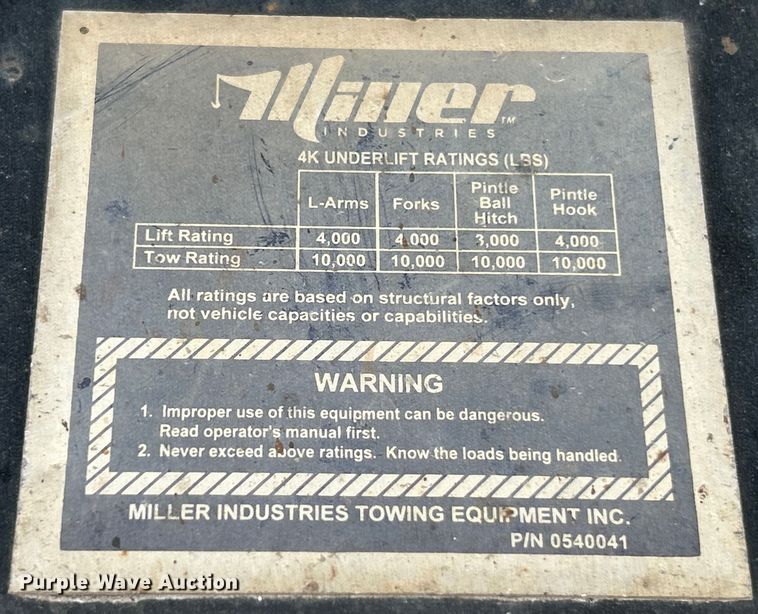 Miller™
INDUSTRIES
4K UNDERLIFT RATINGS (LBS)
L-Arms Forks Pintle Ball Hitch Pintle Hook
Lift Rating 4,000 4,000 3,000 4,000
Tow Rating 10,000 10,000 10,000 10,000
All ratings are based on structural factors only,
not vehicle capacities or capabilities.
WARNING
1. Improper use of this equipment can be dangerous.
Read operator's manual first.
2. Never exceed above ratings. Know the loads being handled.
MILLER INDUSTRIES TOWING EQUIPMENT INC.
P/N 0540041
Purple Wave Auction